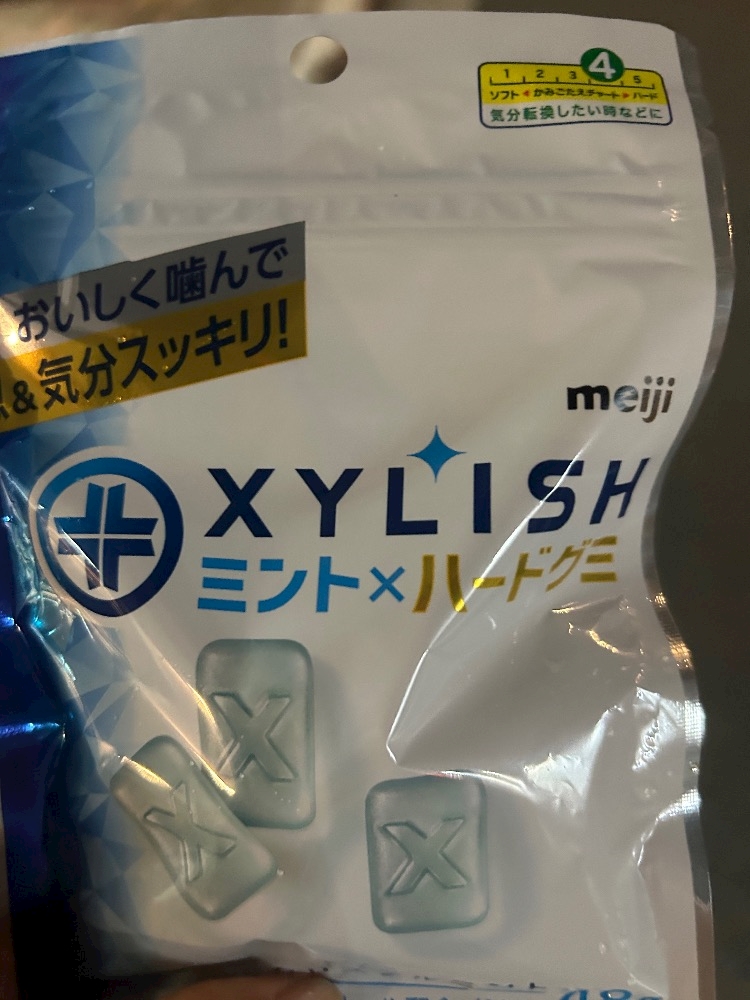 1 2 3 4 5
ソフト◀かみごたえチャート▶ハード
気分転換したい時などに
おいしく噛んで
&気分スッキリ!
meiji
XYLISH
ミント×ハードグミ
X
X
X